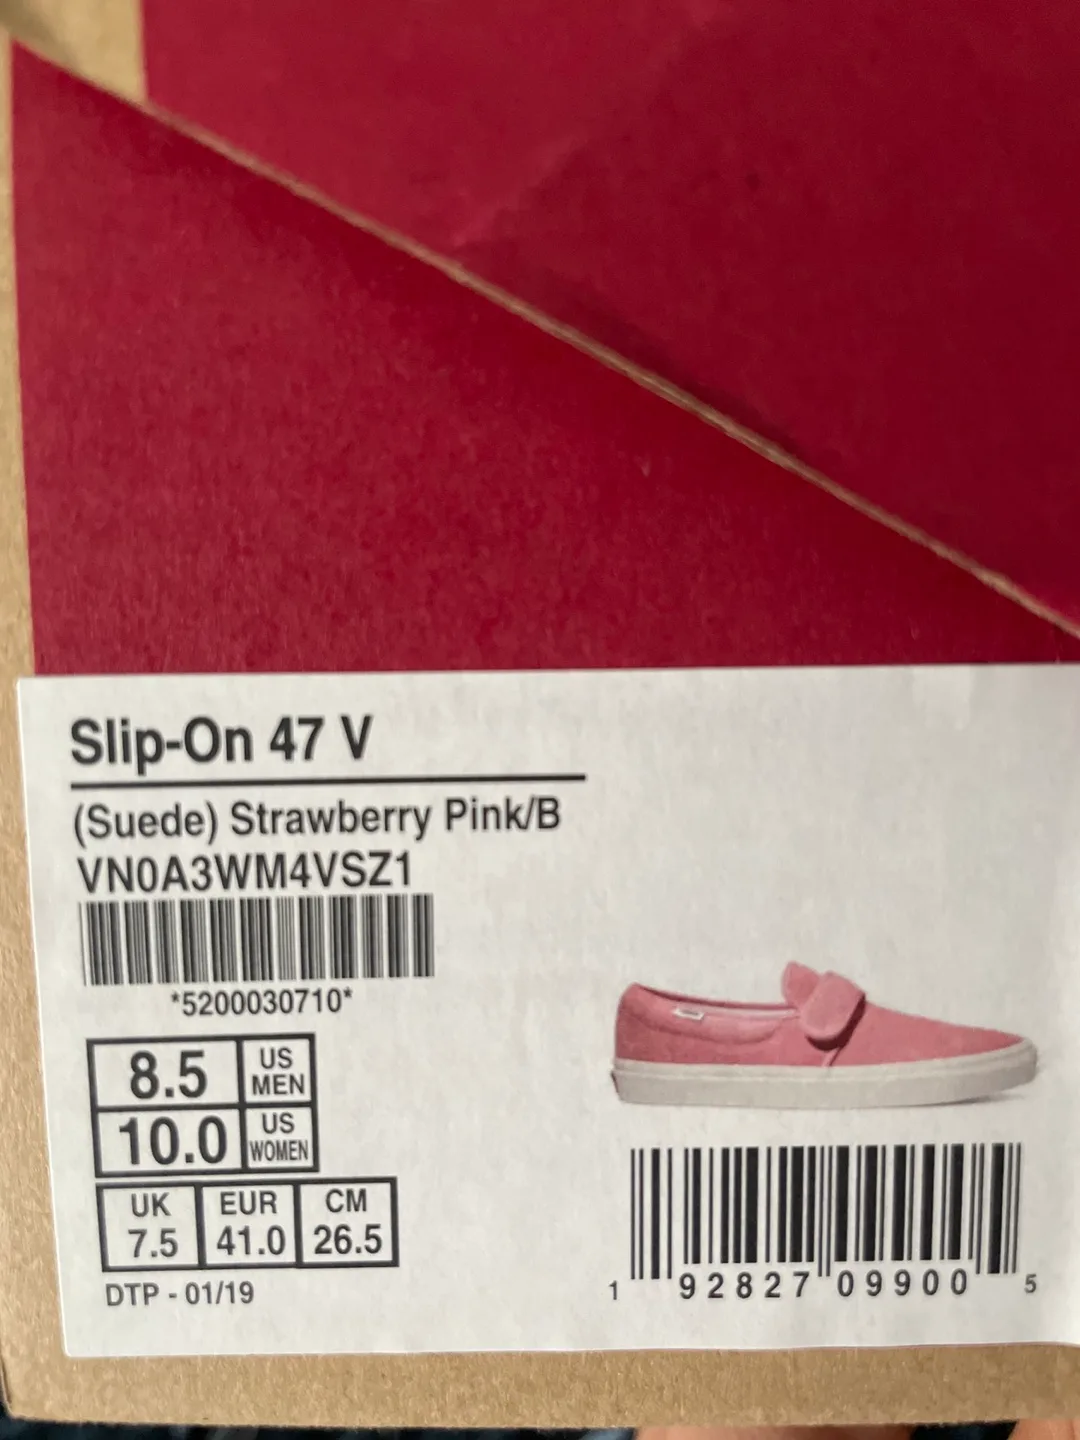 Slip-On 47 V
(Suede) Strawberry Pink/B
VN0A3WM4VSZ1
*5200030710*
8.5 US MEN
10.0 US WOMEN
UK EUR CM
7.5 41.0 26.5
DTP - 01/19
1 92827 09900 5